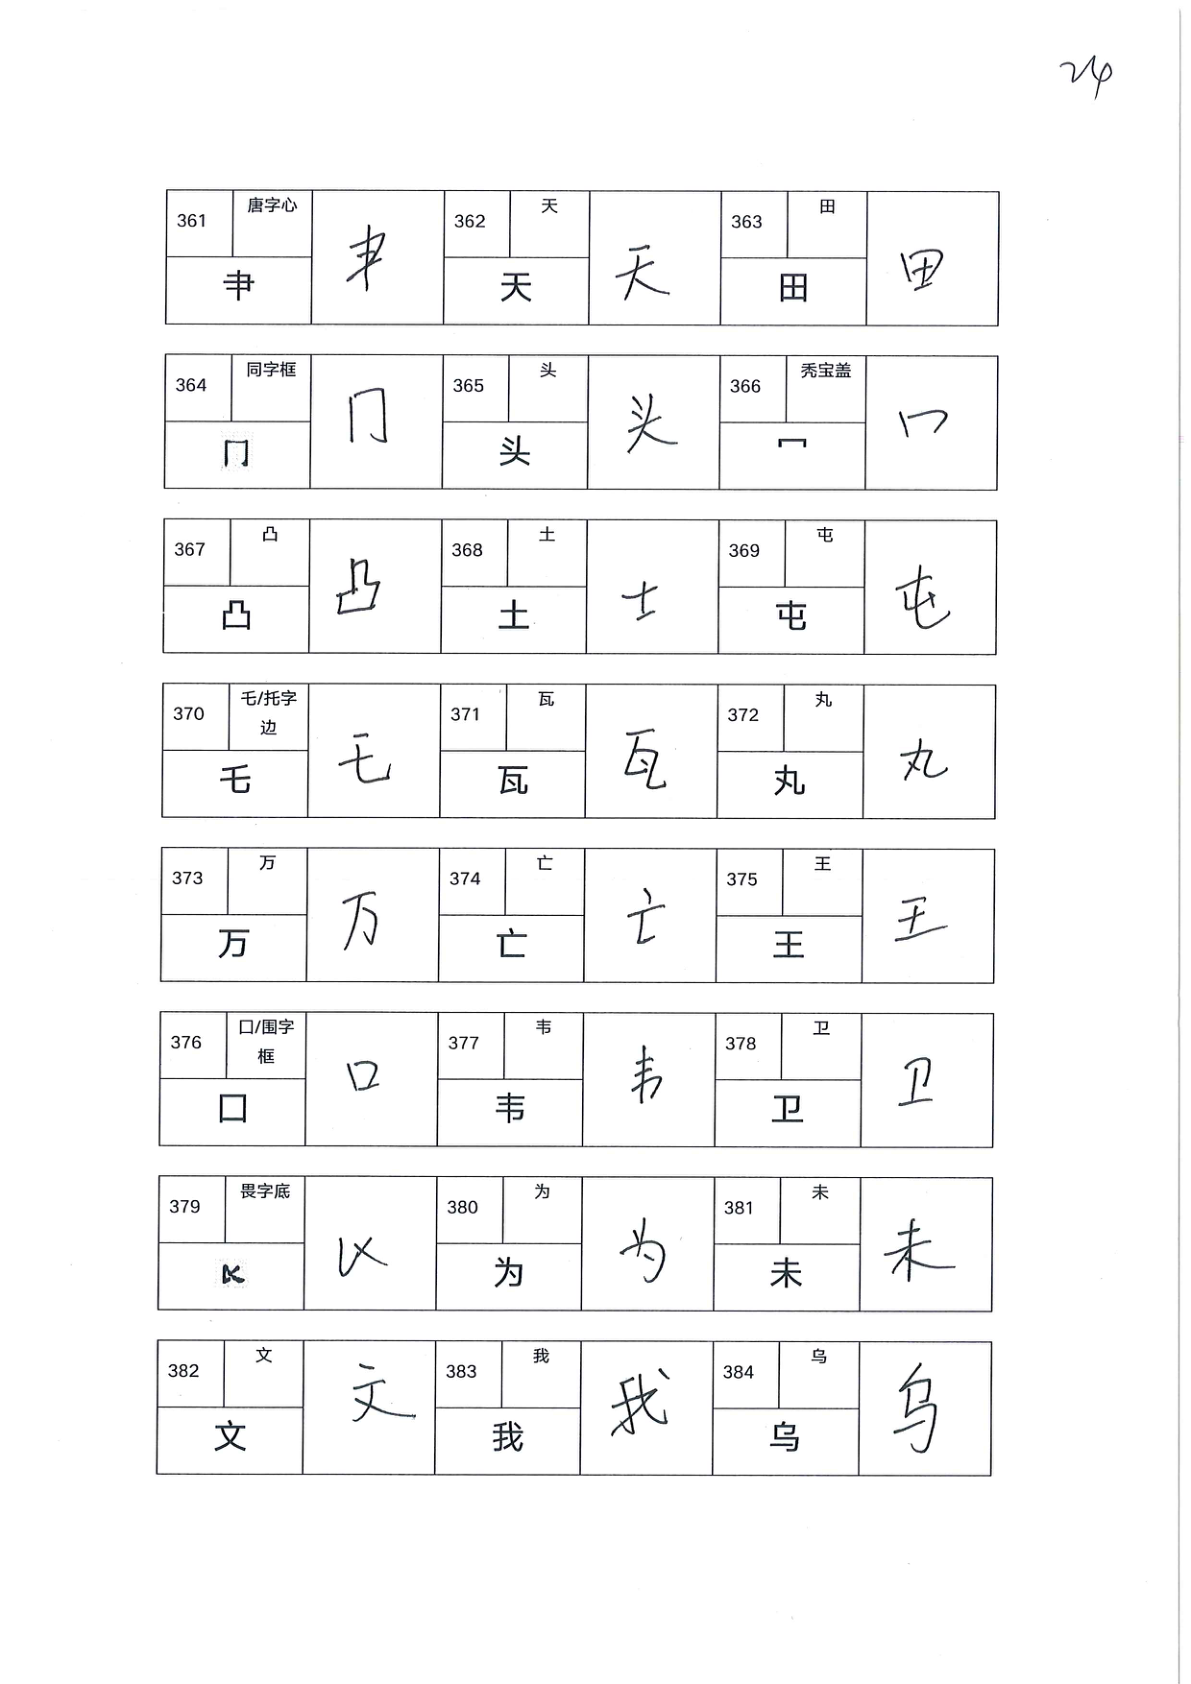 24
361 唐字心 肀 肀 362 天 天 天 363 田 田 田
364 同字框 冂 冂 365 头 头 头 366 秃宝盖 冖 冖
367 凸 凸 凸 368 土 土 土 369 屯 屯 屯
370 乇/托字边 乇 乇 371 瓦 瓦 瓦 372 丸 丸 丸
373 万 万 万 374 亡 亡 亡 375 王 王 王
376 囗/围字框 囗 囗 377 韦 韦 韦 378 卫 卫 卫
379 畏字底 380 为 为 为 381 未 未 未
382 文 文 文 383 我 我 我 384 乌 乌 乌